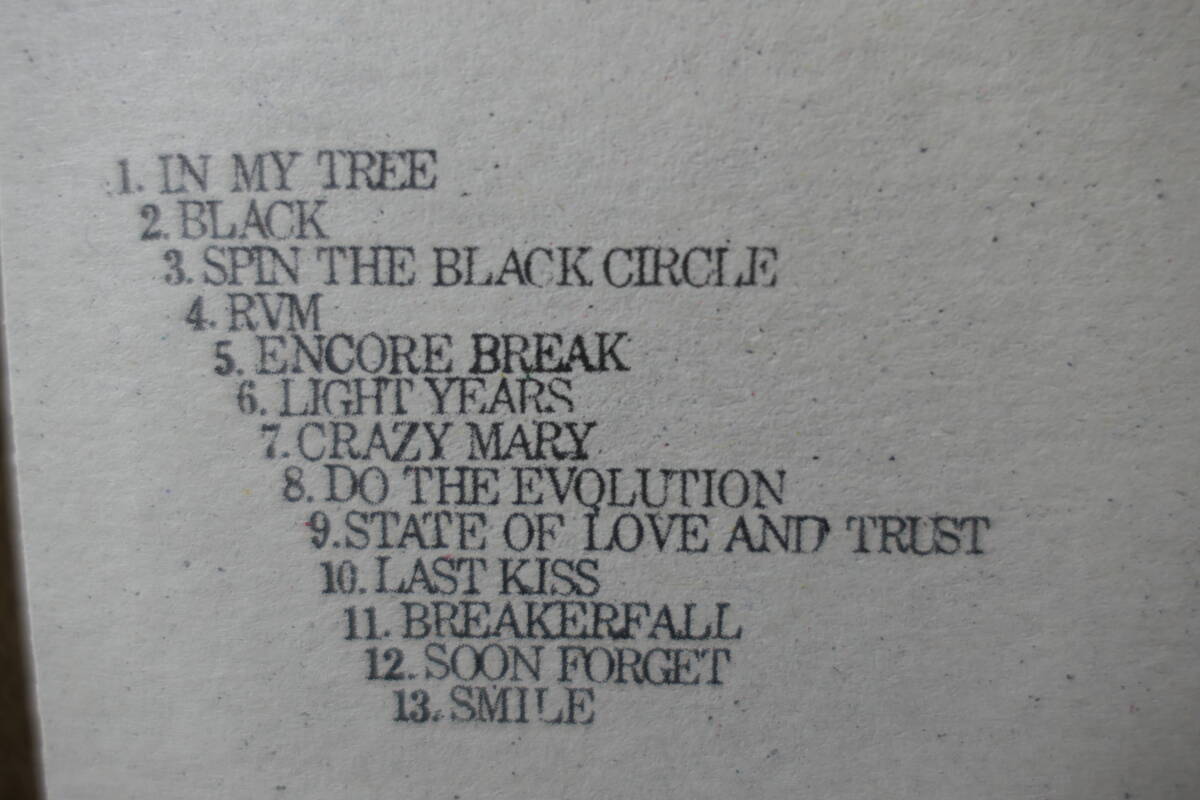 1. IN MY TREE
2. BLACK
3. SPIN THE BLACK CIRCLE
4. RVM
5. ENCORE BREAK
6. LIGHT YEARS
7. CRAZY MARY
8. DO THE EVOLUTION
9. STATE OF LOVE AND TRUST
10. LAST KISS
11. BREAKERFALL
12. SOON FORGET
13. SMILE